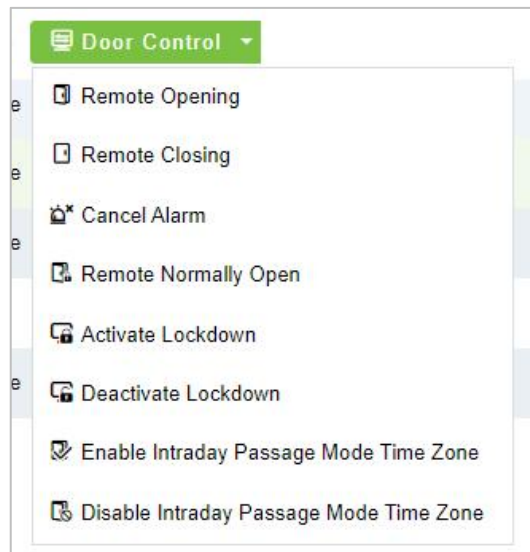 Door Control
e
Remote Opening
e
Remote Closing
e
Cancel Alarm
Remote Normally Open
Activate Lockdown
e
Deactivate Lockdown
Enable Intraday Passage Mode Time Zone
Disable Intraday Passage Mode Time Zone